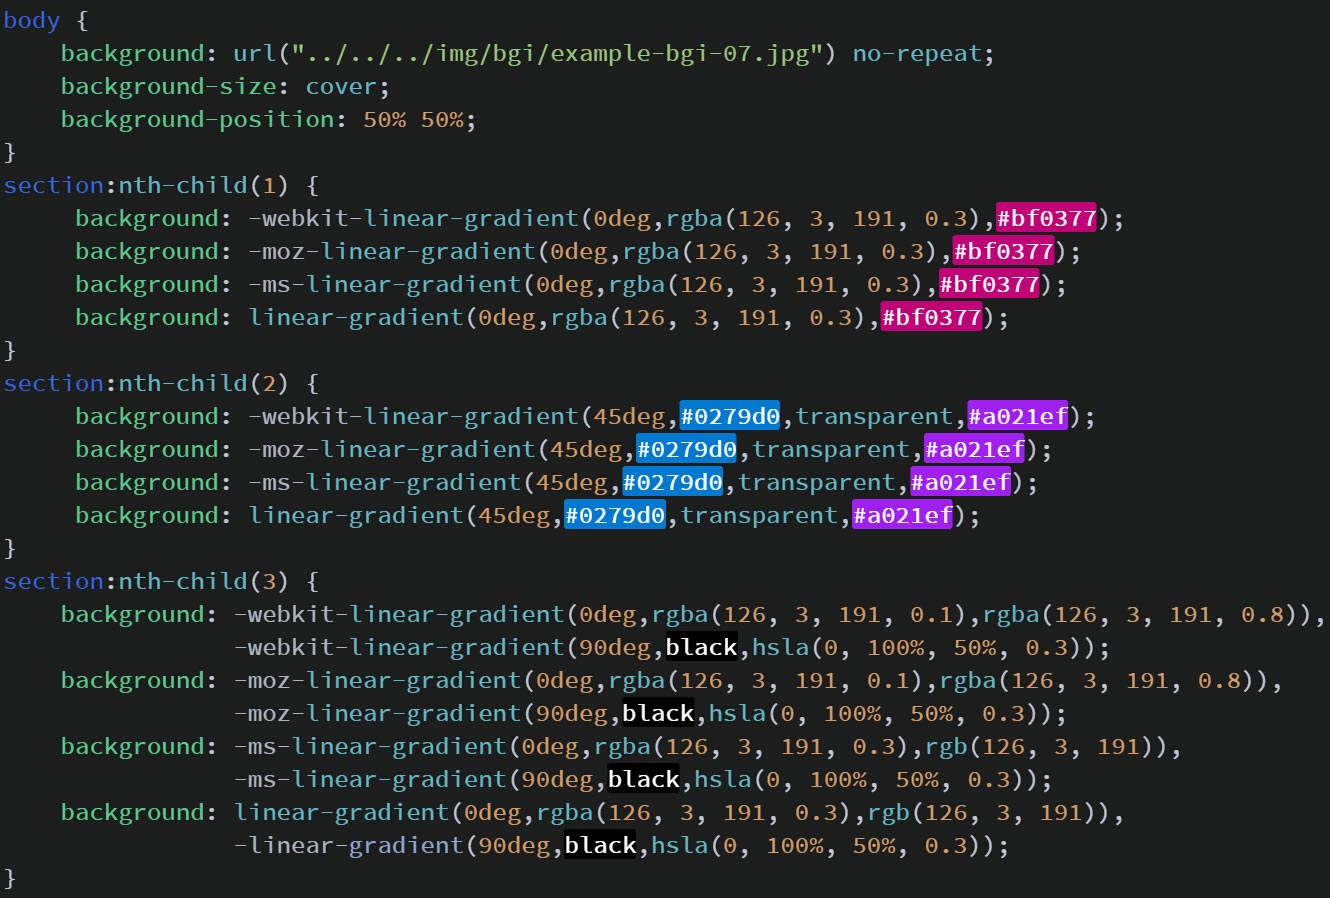 body {
    background: url("../../../img/bgi/example-bgi-07.jpg") no-repeat;
    background-size: cover;
    background-position: 50% 50%;
}
section:nth-child(1) {
     background: -webkit-linear-gradient(0deg,rgba(126, 3, 191, 0.3),#bf0377);
     background: -moz-linear-gradient(0deg,rgba(126, 3, 191, 0.3),#bf0377);
     background: -ms-linear-gradient(0deg,rgba(126, 3, 191, 0.3),#bf0377);
     background: linear-gradient(0deg,rgba(126, 3, 191, 0.3),#bf0377);
}
section:nth-child(2) {
     background: -webkit-linear-gradient(45deg,#0279d0,transparent,#a021ef);
     background: -moz-linear-gradient(45deg,#0279d0,transparent,#a021ef);
     background: -ms-linear-gradient(45deg,#0279d0,transparent,#a021ef);
     background: linear-gradient(45deg,#0279d0,transparent,#a021ef);
}
section:nth-child(3) {
    background: -webkit-linear-gradient(0deg,rgba(126, 3, 191, 0.1),rgba(126, 3, 191, 0.8)),
                -webkit-linear-gradient(90deg,black,hsla(0, 100%, 50%, 0.3));
    background: -moz-linear-gradient(0deg,rgba(126, 3, 191, 0.1),rgba(126, 3, 191, 0.8)),
                -moz-linear-gradient(90deg,black,hsla(0, 100%, 50%, 0.3));
    background: -ms-linear-gradient(0deg,rgba(126, 3, 191, 0.3),rgb(126, 3, 191)),
                -ms-linear-gradient(90deg,black,hsla(0, 100%, 50%, 0.3));
    background: linear-gradient(0deg,rgba(126, 3, 191, 0.3),rgb(126, 3, 191)),
                -linear-gradient(90deg,black,hsla(0, 100%, 50%, 0.3));
}